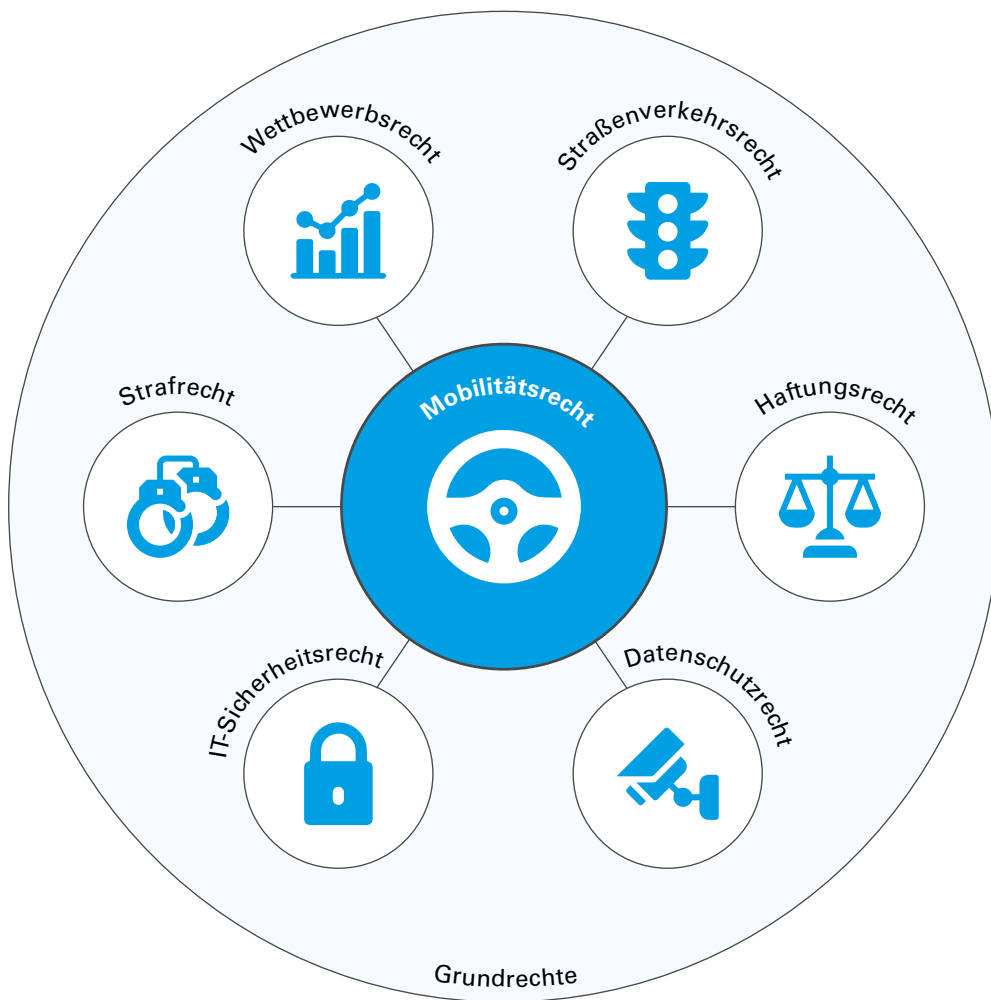 Wettbewerbsrecht
Straßenverkehrsrecht
Strafrecht
Mobilitätsrecht
Haftungsrecht
IT-Sicherheitsrecht
Datenschutzrecht
Grundrechte